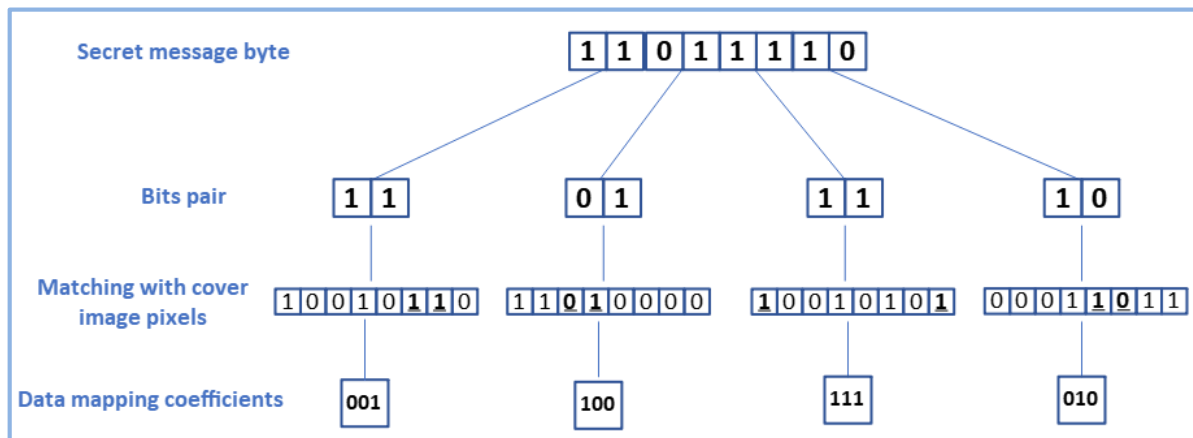 Secret message byte 1 1 0 1 1 1 1 0
Bits pair 1 1 0 1 1 1 1 0
Matching with cover
image pixels
1 0 0 1 0 1 1 0 1 1 0 1 0 0 0 0 1 0 0 1 0 1 0 1 0 0 0 1 1 0 1 1
Data mapping coefficients 001 100 111 010